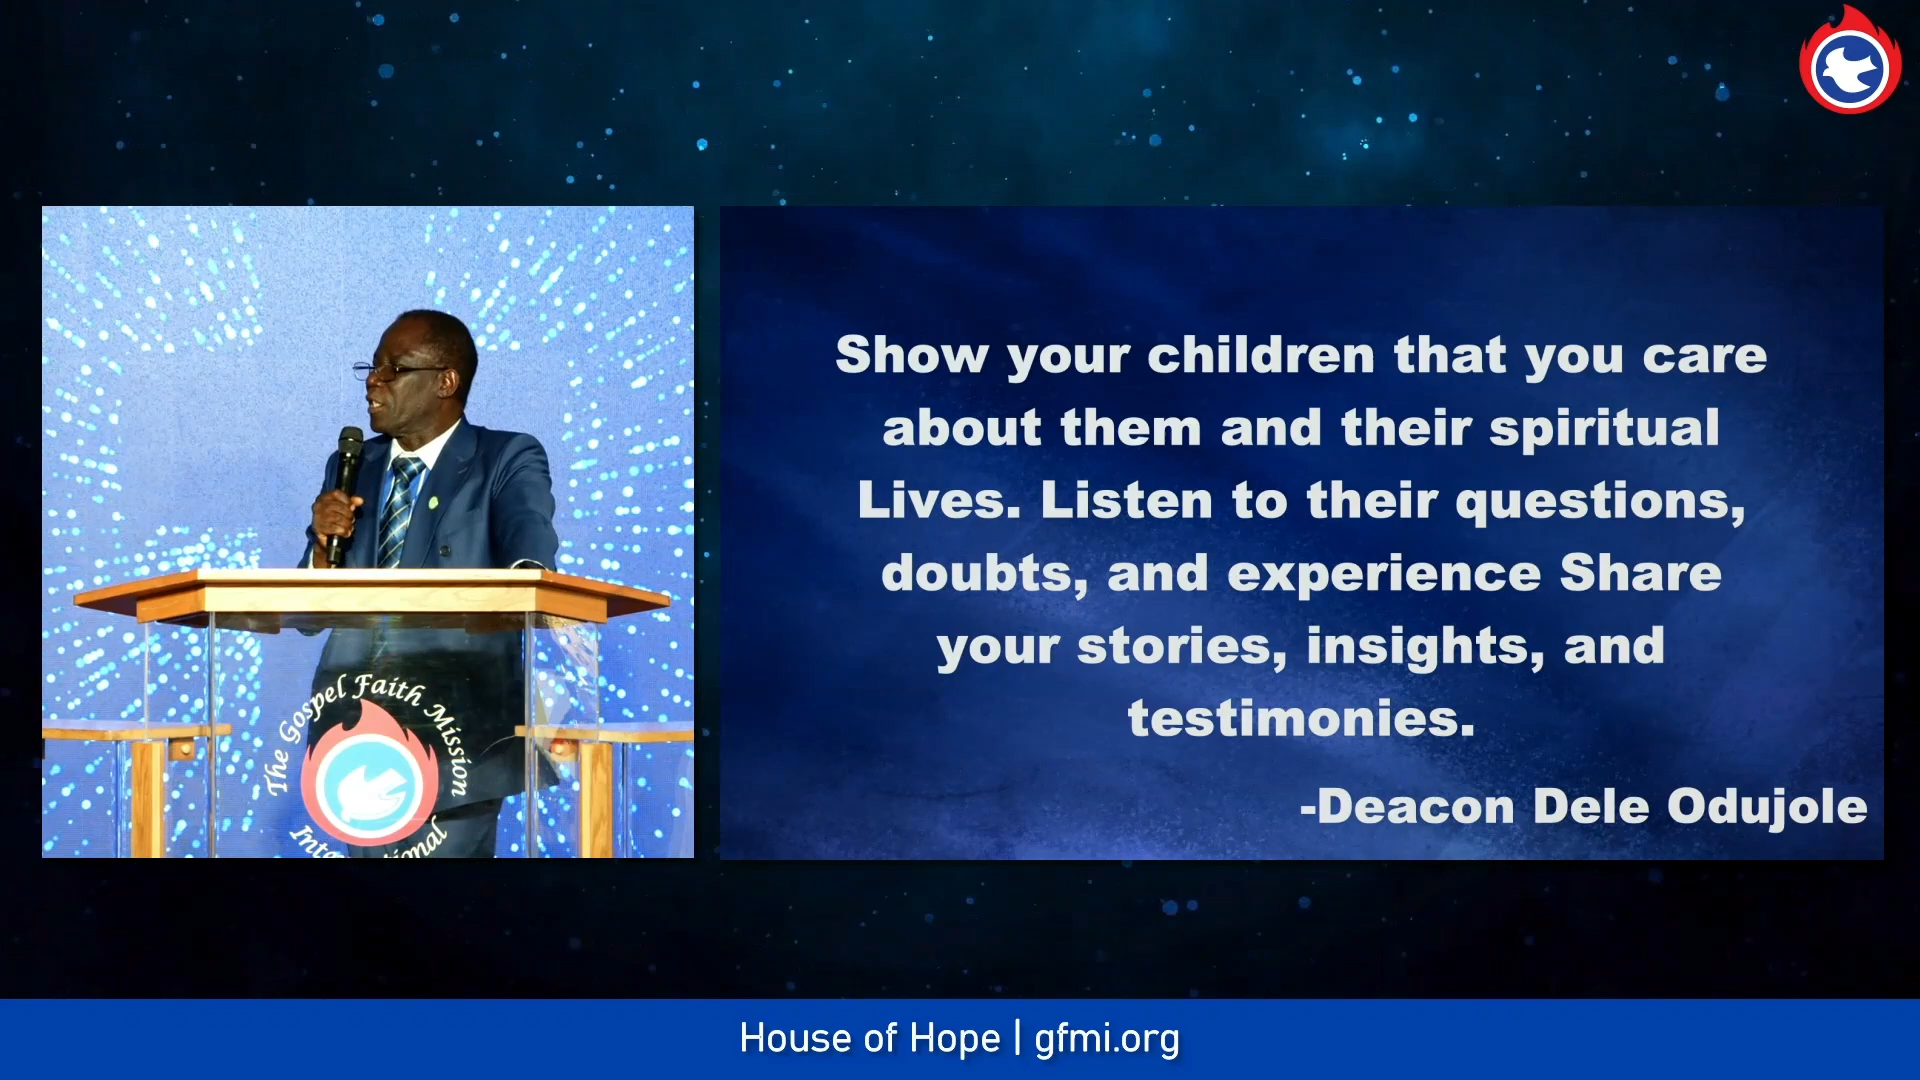 Show your children that you care
about them and their spiritual
Lives. Listen to their questions,
doubts, and experience Share
your stories, insights, and
testimonies.
-Deacon Dele Odujole
The Gospel Faith Mission
International
House of Hope | gfmi.org